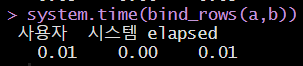 > system.time(bind_rows(a,b))
사용자  시스템 elapsed
0.01    0.00    0.01